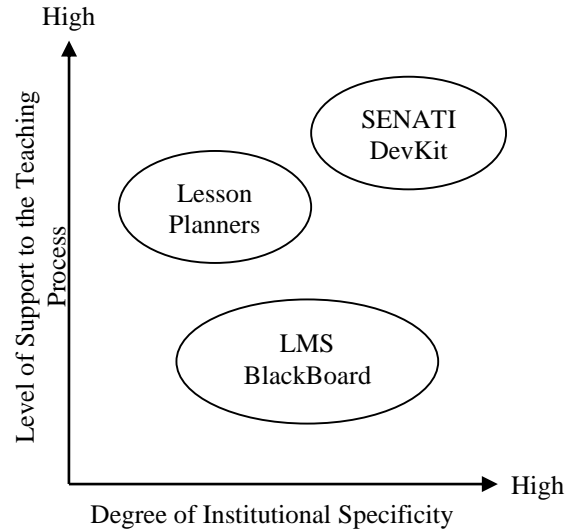 High
Level of Support to the Teaching
Process
SENATI
DevKit
Lesson
Planners
LMS
BlackBoard
High
Degree of Institutional Specificity